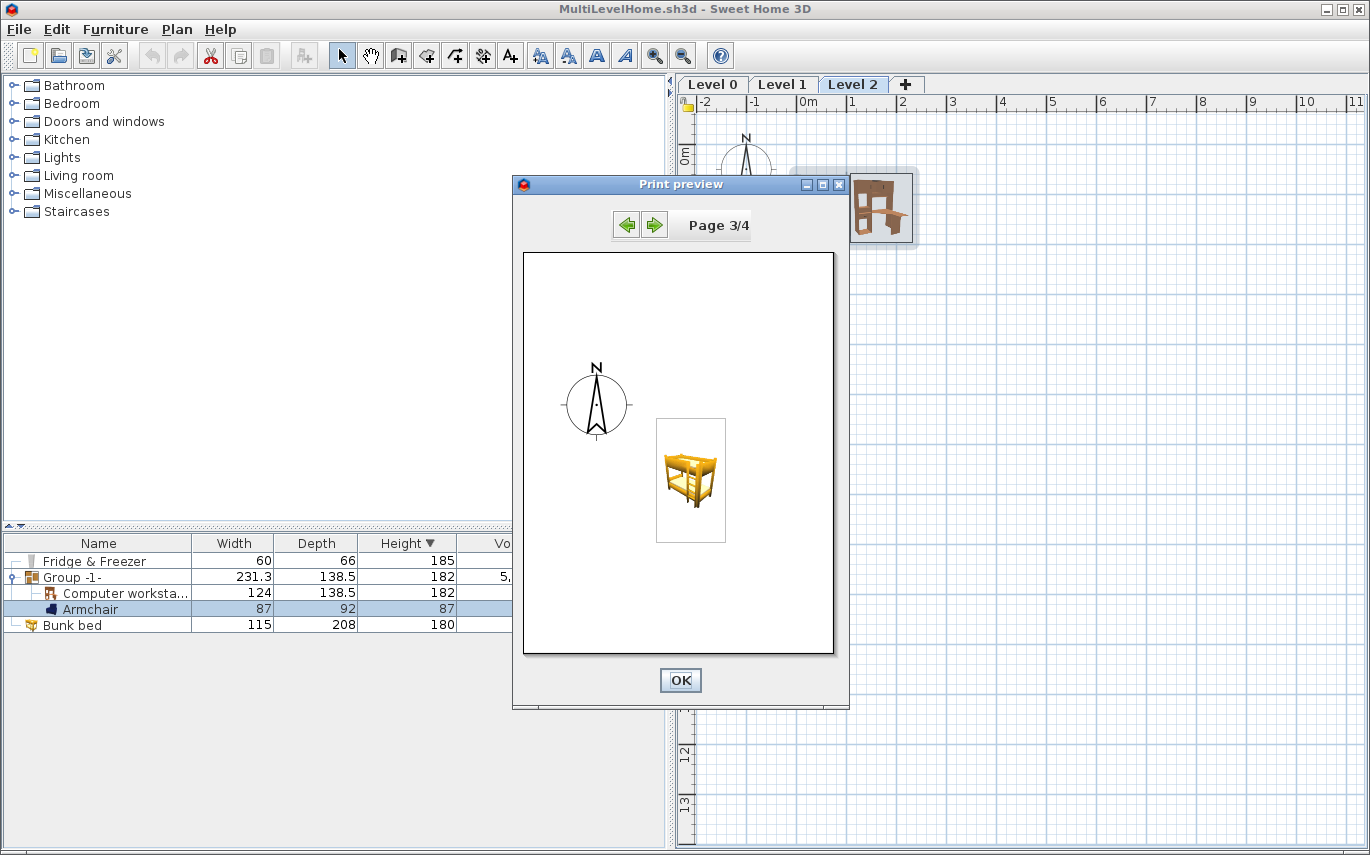 MultiLevelHome.sh3d - Sweet Home 3D
File Edit Furniture Plan Help
Level 0 Level 1 Level 2
-2 -1 0m 1 2 3 4 5 6 7 8 9 10 11
Bathroom
Bedroom
Doors and windows
Kitchen
Lights
Living room
Miscellaneous
Staircases
N
0m
12
13
Print preview
Page 3/4
N
OK
Name Width Depth Height Vo
Fridge & Freezer 60 66 185
Group -1- 231.3 138.5 182 5,
Computer worksta... 124 138.5 182
Armchair 87 92 87
Bunk bed 115 208 180